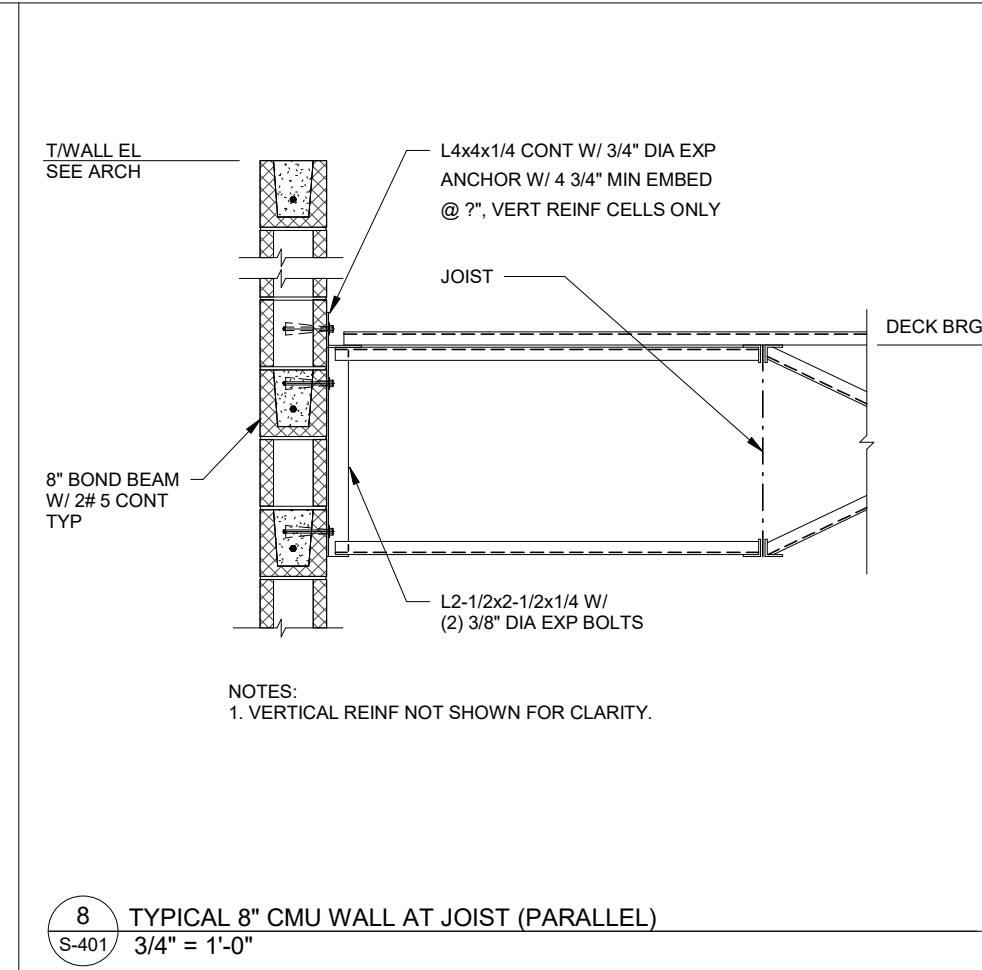 T/WALL EL
SEE ARCH
L4x4x1/4 CONT W/ 3/4" DIA EXP
ANCHOR W/ 4 3/4" MIN EMBED
@ ?", VERT REINF CELLS ONLY
JOIST
DECK BRG
8" BOND BEAM
W/ 2# 5 CONT
TYP
L2-1/2x2-1/2x1/4 W/
(2) 3/8" DIA EXP BOLTS
NOTES:
1. VERTICAL REINF NOT SHOWN FOR CLARITY.
8
S-401
TYPICAL 8" CMU WALL AT JOIST (PARALLEL)
3/4" = 1'-0"